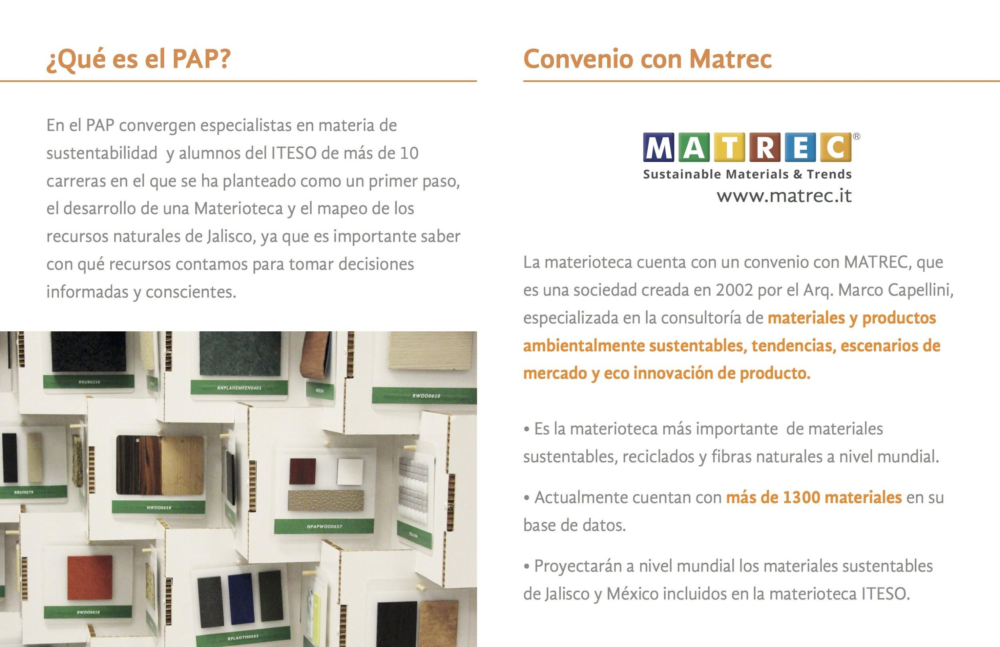 ¿Qué es el PAP?
En el PAP convergen especialistas en materia de
sustentabilidad y alumnos del ITESO de más de 10
carreras en el que se ha planteado como un primer paso,
el desarrollo de una Materioteca y el mapeo de los
recursos naturales de Jalisco, ya que es importante saber
con qué recursos contamos para tomar decisiones
informadas y conscientes.
RRUB0238
RNPLAHEMKEN0403
RWOO0610
RBUI0679
NWOO0658
NPAPWOO0657
RWOO0618
RPLAOTH0563
Convenio con Matrec
MATREC®
Sustainable Materials & Trends
www.matrec.it
La materioteca cuenta con un convenio con MATREC, que
es una sociedad creada en 2002 por el Arq. Marco Capellini,
especializada en la consultoría de materiales y productos
ambientalmente sustentables, tendencias, escenarios de
mercado y eco innovación de producto.
• Es la materioteca más importante de materiales
sustentables, reciclados y fibras naturales a nivel mundial.
• Actualmente cuentan con más de 1300 materiales en su
base de datos.
• Proyectarán a nivel mundial los materiales sustentables
de Jalisco y México incluidos en la materioteca ITESO.